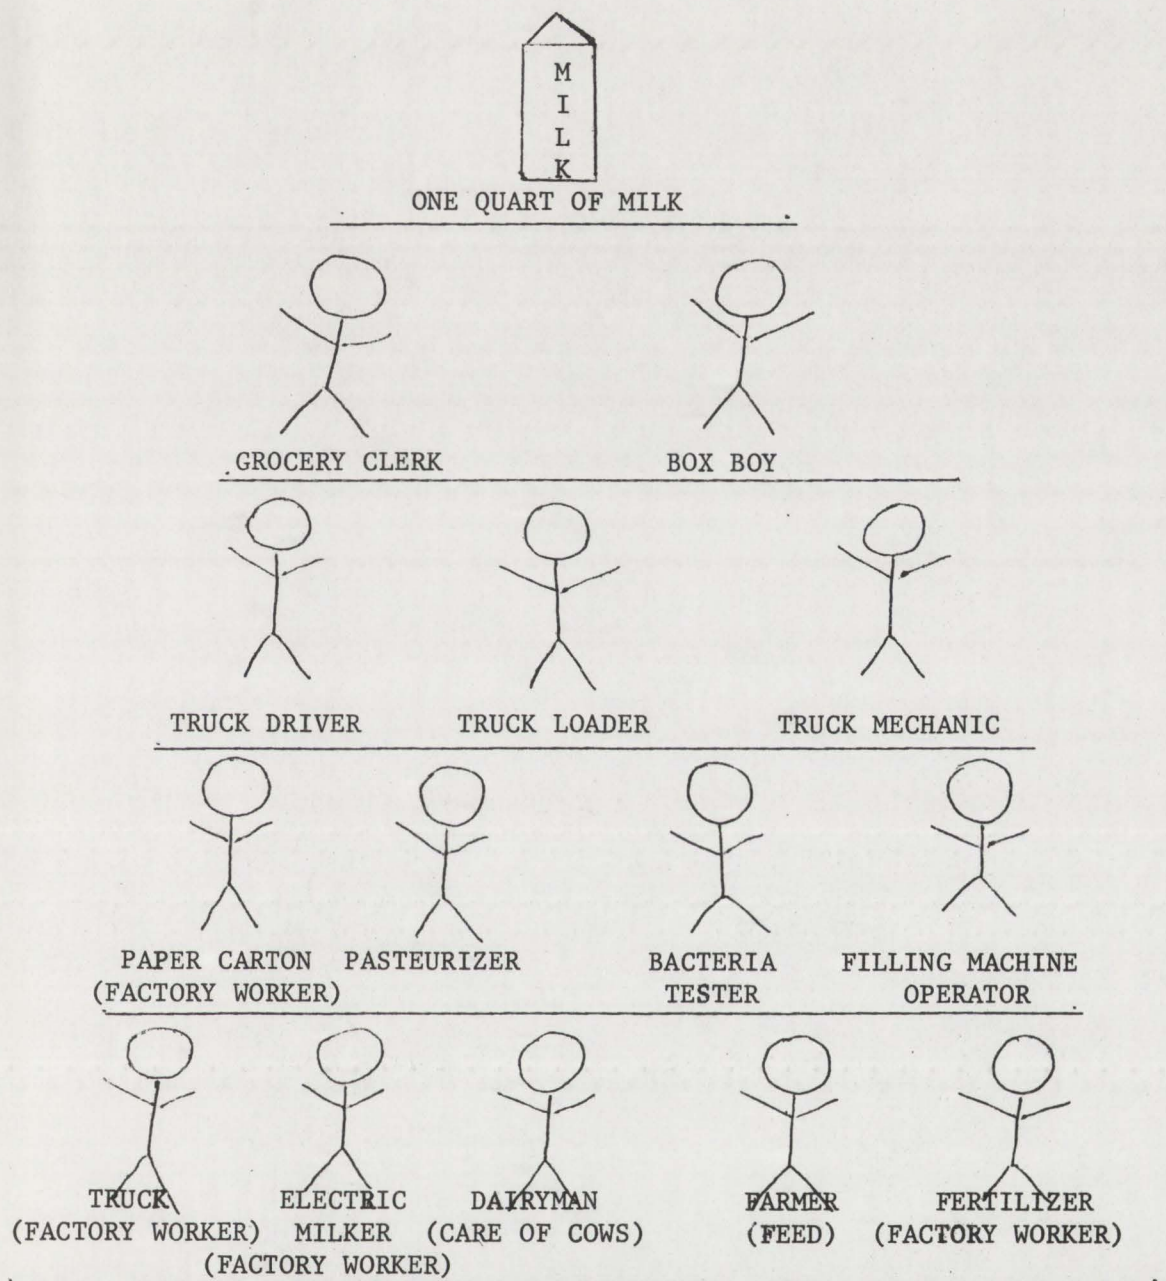 M
I
L
K
ONE QUART OF MILK
GROCERY CLERK BOX BOY
TRUCK DRIVER TRUCK LOADER TRUCK MECHANIC
PAPER CARTON PASTEURIZER BACTERIA FILLING MACHINE
(FACTORY WORKER) TESTER OPERATOR
TRUCK ELECTRIC DAIRYMAN FARMER FERTILIZER
(FACTORY WORKER) MILKER (CARE OF COWS) (FEED) (FACTORY WORKER)
(FACTORY WORKER)